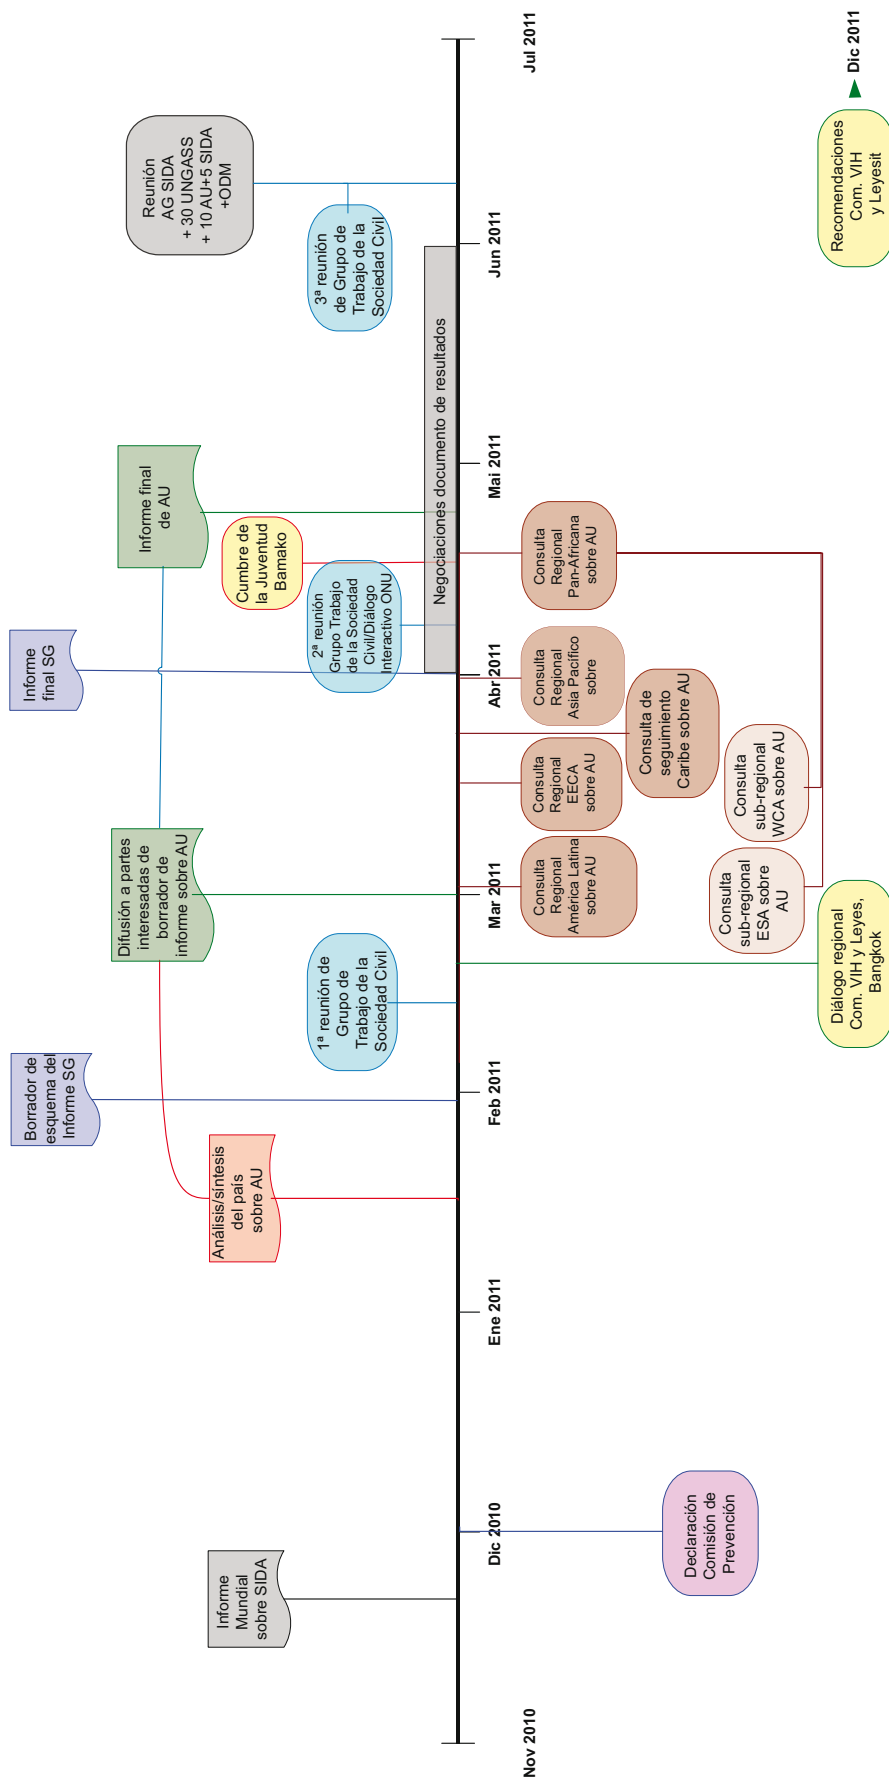 Informe
Mundial
sobre SIDA
Análisis/síntesis
del país
sobre AU
Borrador de
esquema del
Informe SG
1ª reunión de
Grupo de
Trabajo de la
Sociedad Civil
Difusión a partes
interesadas de
borrador de
informe sobre AU
Informe
final SG
2ª reunión
Grupo Trabajo
de la Sociedad
Civil/Diálogo
Interactivo ONU
Cumbre de
la Juventud
Bamako
Informe final
de AU
Negociaciones documento de resultados
3ª reunión
de Grupo de
Trabajo de la
Sociedad Civil
Reunión
AG SIDA
+ 30 UNGASS
+ 10 AU+5 SIDA
+ODM
Nov 2010
Dic 2010
Ene 2011
Feb 2011
Mar 2011
Abr 2011
Mai 2011
Jun 2011
Jul 2011
Declaración
Comisión de
Prevención
Consulta
Regional
América Latina
sobre AU
Consulta
Regional
EECA
sobre AU
Consulta
Regional
Asia Pacífico
sobre
Consulta
Regional
Pan-Africana
sobre AU
Consulta de
seguimiento
Caribe sobre AU
Consulta
sub-regional
ESA sobre
AU
Consulta
sub-regional
WCA sobre AU
Diálogo regional
Com. VIH y Leyes,
Bangkok
Recomendaciones
Com. VIH
y Leyesit
Dic 2011